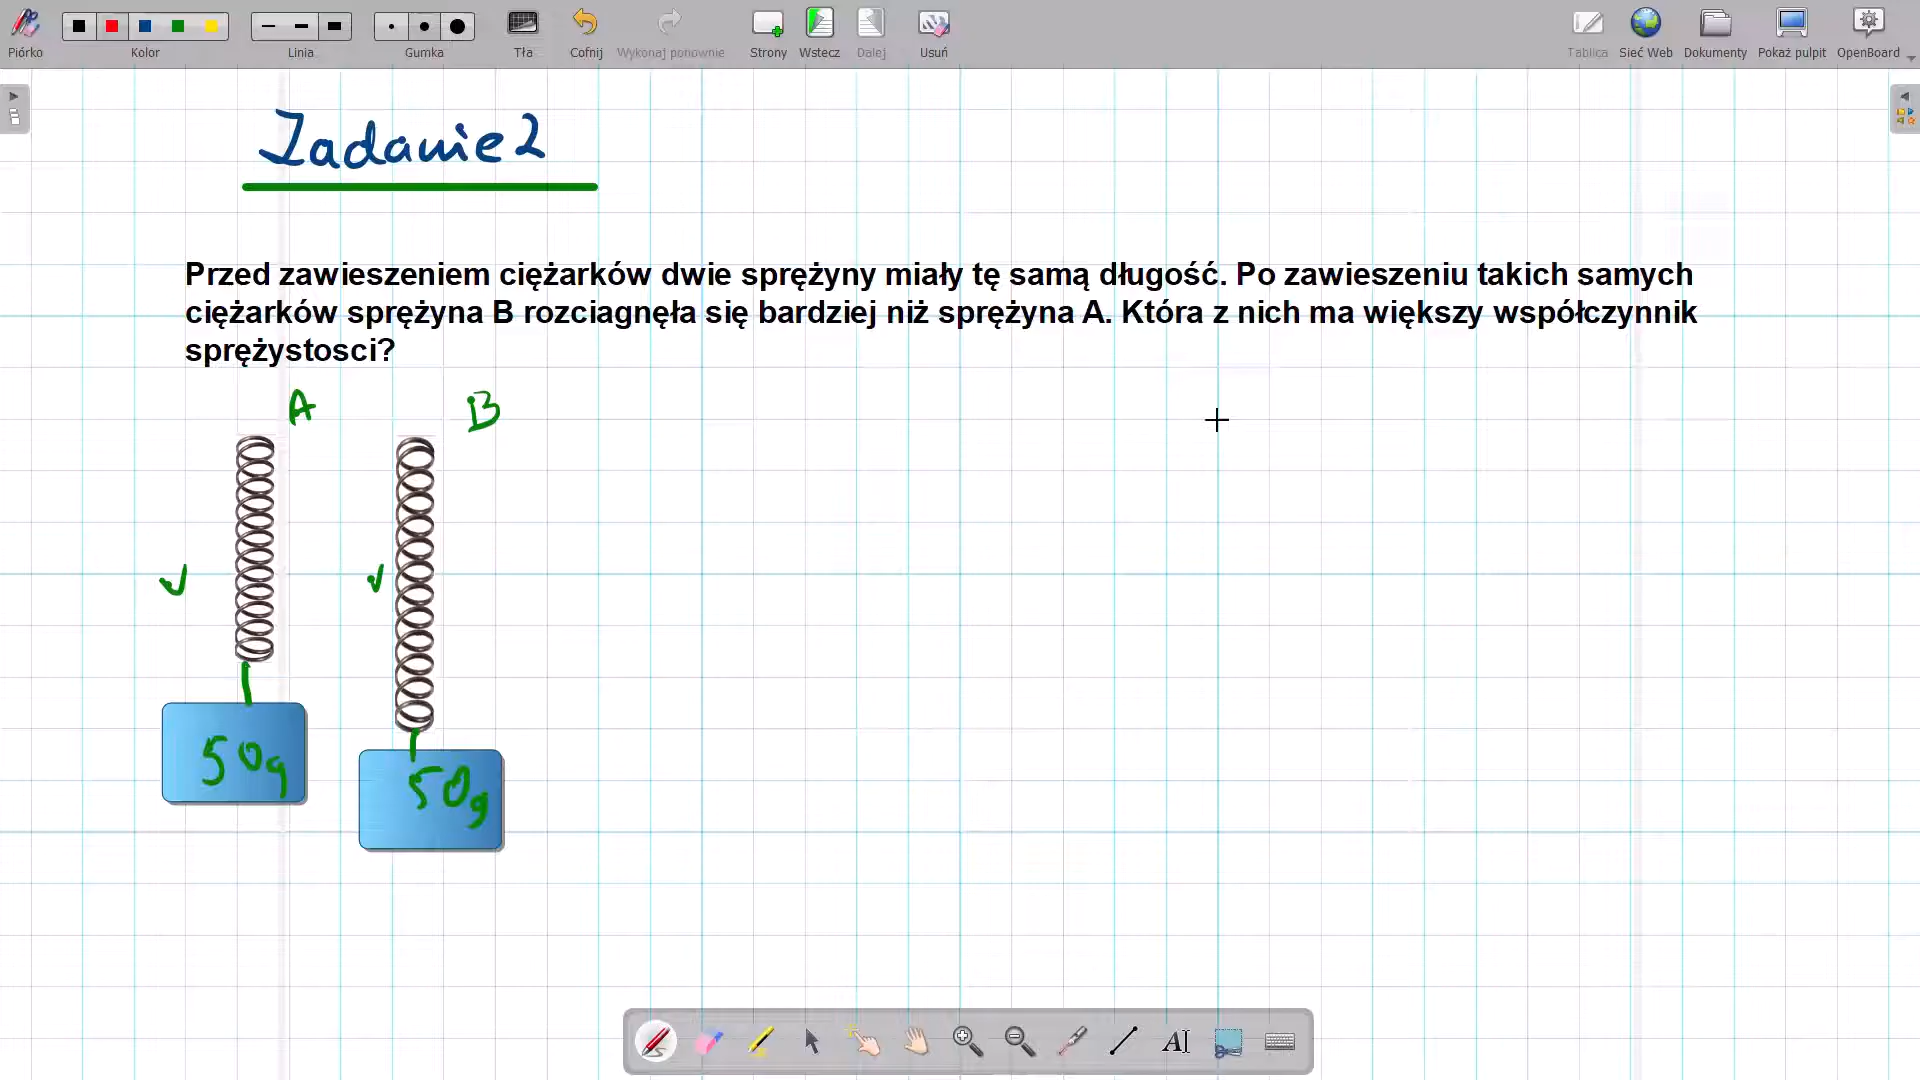 Piórko Kolor Linia Gumka Tła Cofnij Wykonaj ponownie Strony Wstecz Dalej Usuń Tablica Sieć Web Dokumenty Pokaż pulpit OpenBoard
Zadanie 2
Przed zawieszeniem ciężarków dwie sprężyny miały tę samą długość. Po zawieszeniu takich samych
ciężarków sprężyna B rozciagnęła się bardziej niż sprężyna A. Która z nich ma większy współczynnik
sprężystosci?
A B
50g
50g
AI